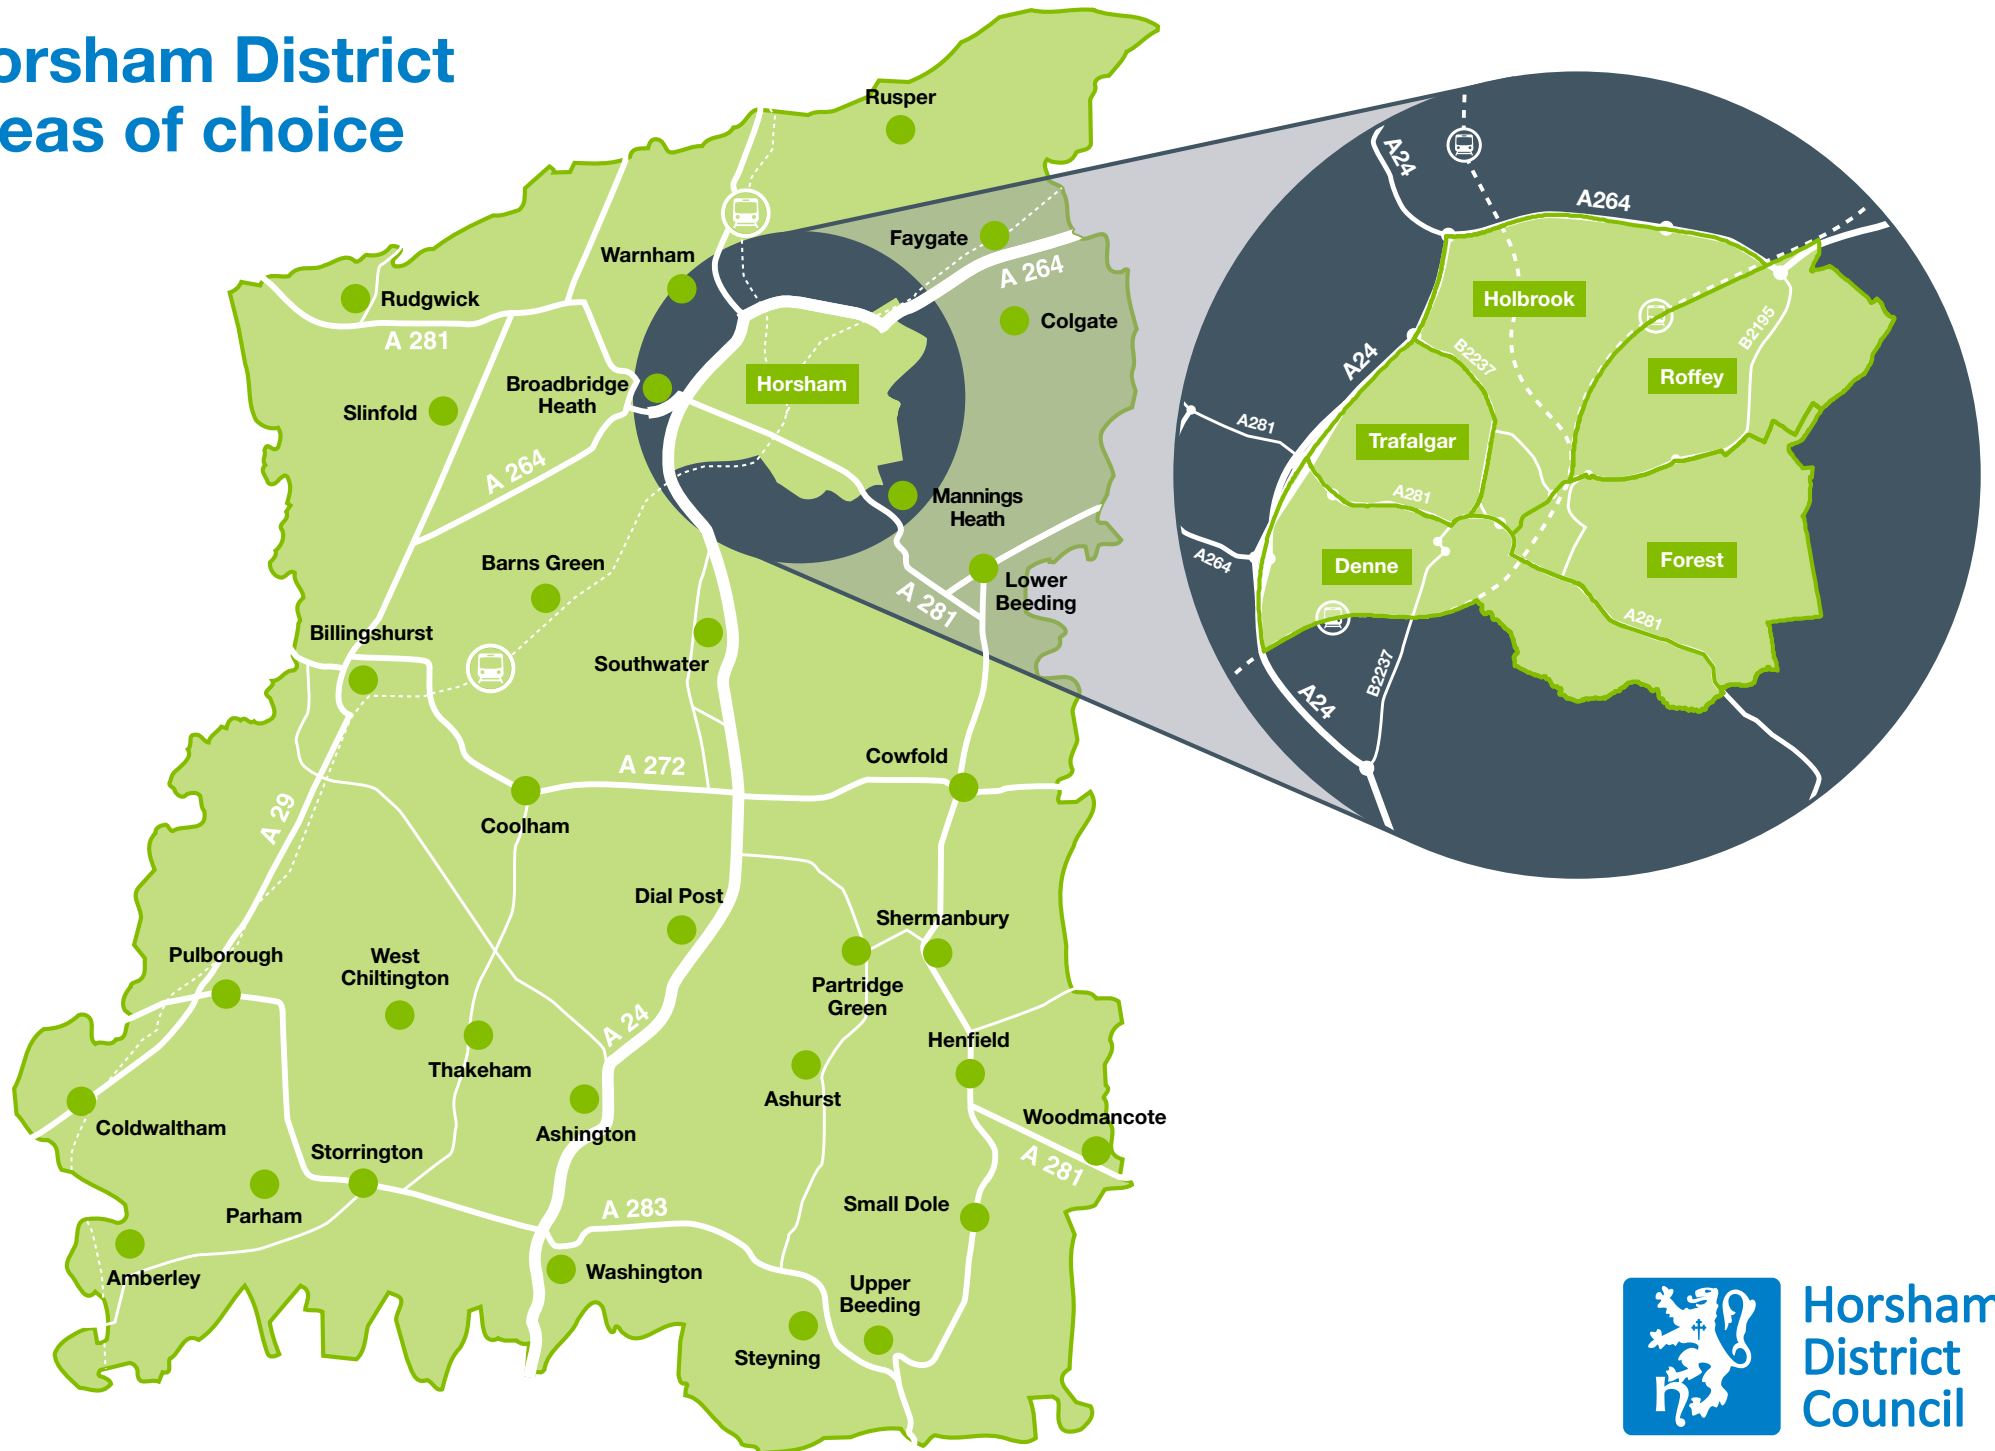 orsham District
eas of choice
Rusper
Faygate
A 264
Warnham
Rudgwick
A 281
Colgate
Broadbridge
Heath
Horsham
Slinfold
A 264
Mannings
Heath
Barns Green
Lower
Beeding
A 281
Billingshurst
Southwater
Cowfold
A 272
A 29
Coolham
Dial Post
Shermanbury
Pulborough
West
Chiltington
Partridge
Green
A 24
Henfield
Thakeham
Ashurst
Woodmancote
Coldwaltham
Ashington
Storrington
A 281
Small Dole
A 283
Parham
Amberley
Washington
Upper
Beeding
Steyning
A24
A264
Holbrook
B2195
B2237
A24
Roffey
A281
Trafalgar
A281
A264
Denne
Forest
A281
B2237
A24
Horsham
District
Council